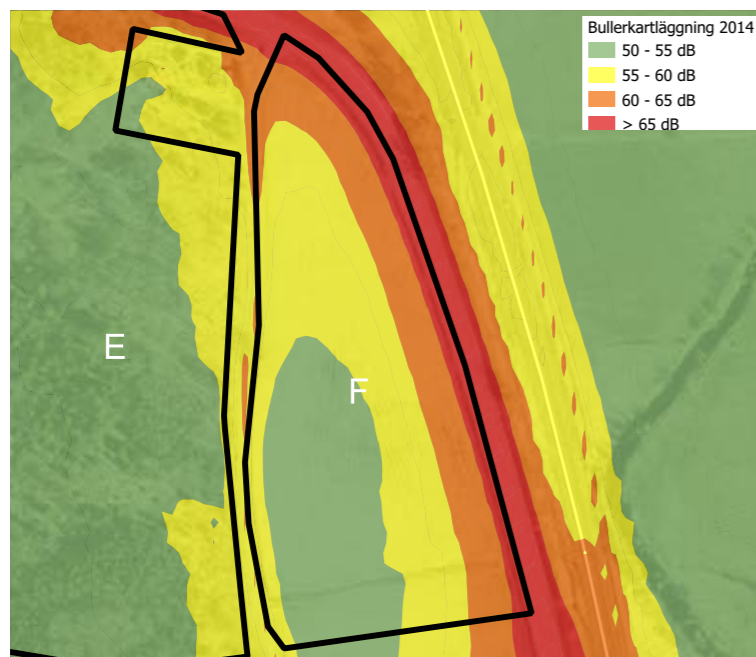 Bullerkartläggning 2014
50 - 55 dB
55 - 60 dB
60 - 65 dB
> 65 dB
E
F